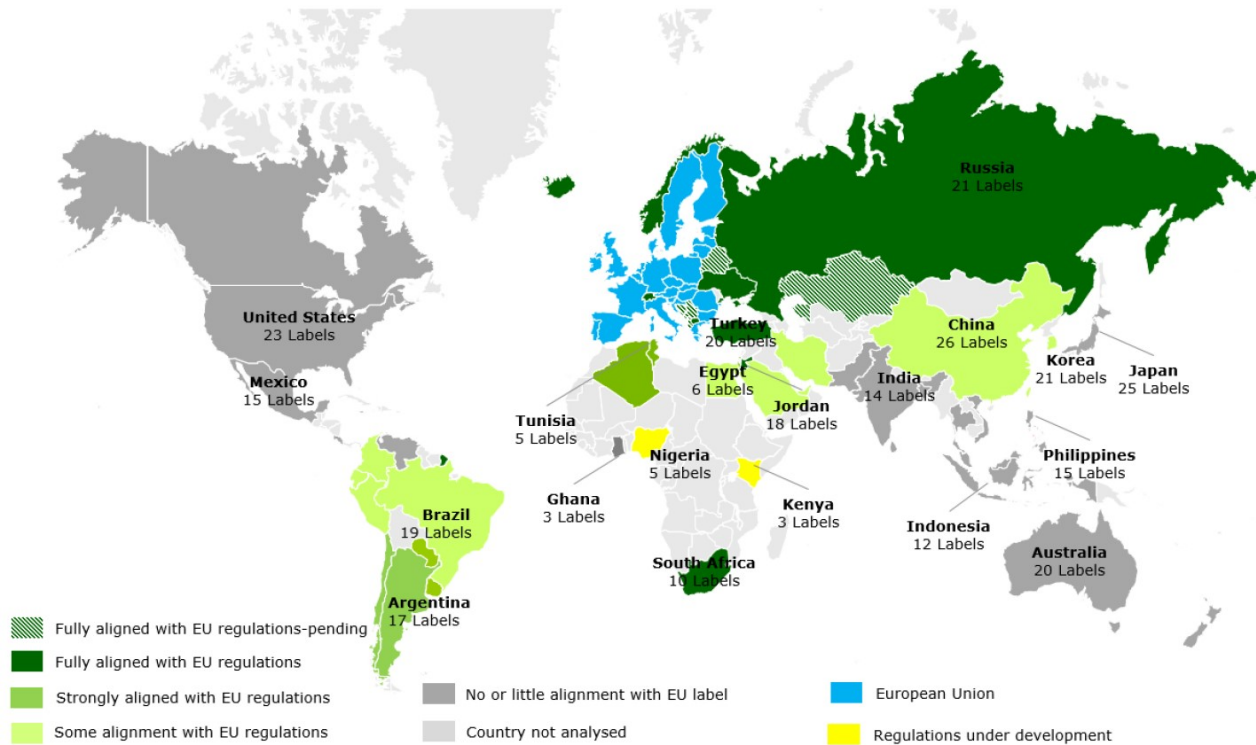 Russia
21 Labels
United States
23 Labels
Mexico
15 Labels
Turkey
20 Labels
China
26 Labels
Korea
21 Labels
Japan
25 Labels
Egypt
6 Labels
India
14 Labels
Jordan
18 Labels
Tunisia
5 Labels
Nigeria
5 Labels
Philippines
15 Labels
Ghana
3 Labels
Kenya
3 Labels
Brazil
19 Labels
Indonesia
12 Labels
Australia
20 Labels
South Africa
10 Labels
Argentina
17 Labels
Fully aligned with EU regulations-pending
Fully aligned with EU regulations
Strongly aligned with EU regulations
Some alignment with EU regulations
No or little alignment with EU label
Country not analysed
European Union
Regulations under development